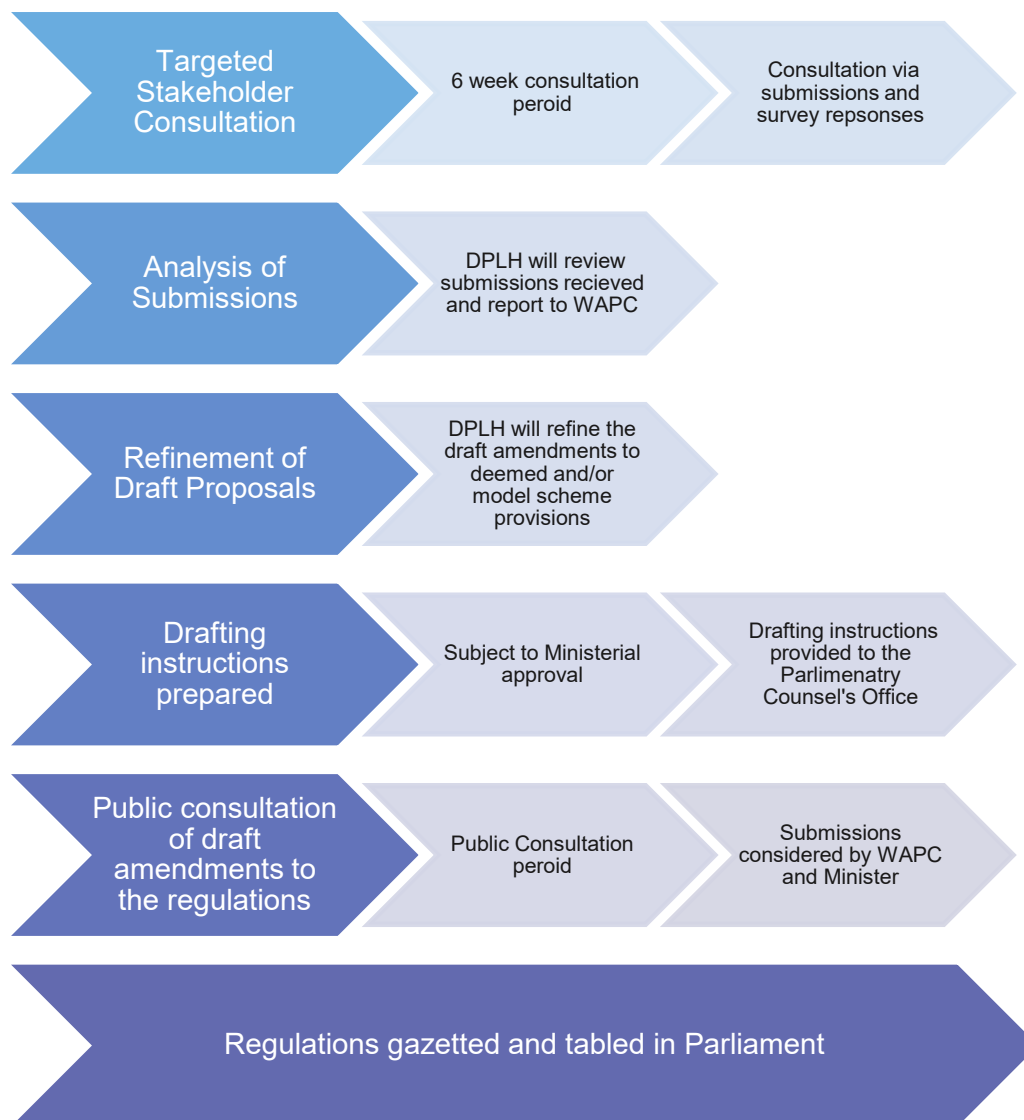 Targeted
Stakeholder
Consultation
6 week consultation
peroid
Consultation via
submissions and
survey repsonses
Analysis of
Submissions
DPLH will review
submissions recieved
and report to WAPC
Refinement of
Draft Proposals
DPLH will refine the
draft amendments to
deemed and/or
model scheme
provisions
Drafting
instructions
prepared
Subject to Ministerial
approval
Drafting instructions
provided to the
Parlimenatry
Counsel's Office
Public consultation
of draft
amendments to
the regulations
Public Consultation
peroid
Submissions
considered by WAPC
and Minister
Regulations gazetted and tabled in Parliament